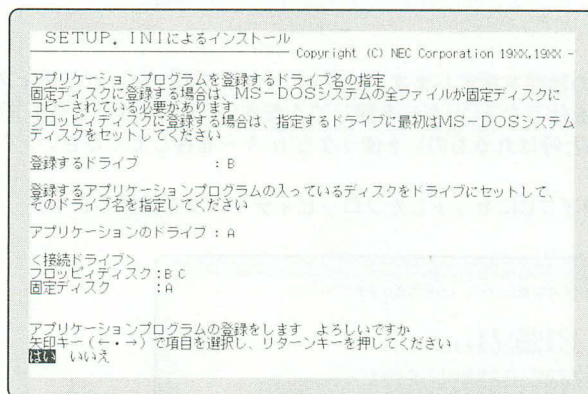 SETUP．INIによるインストール
Copyright (C) NEC Corporation 19XX,19XX -
アプリケーションプログラムを登録するドライブ名の指定
固定ディスクに登録する場合は、MS－DOSシステムの全ファイルが固定ディスクに
コピーされている必要があります
フロッピィディスクに登録する場合は、指定するドライブに最初はMS－DOSシステム
ディスクをセットしてください
登録するドライブ ：B
登録するアプリケーションプログラムの入っているディスクをドライブにセットして、
そのドライブ名を指定してください
アプリケーションのドライブ：A
＜接続ドライブ＞
フロッピィディスク：B C
固定ディスク ：A
アプリケーションプログラムの登録をします よろしいですか
矢印キー（←・→）で項目を選択し、リターンキーを押してください
はい いいえ